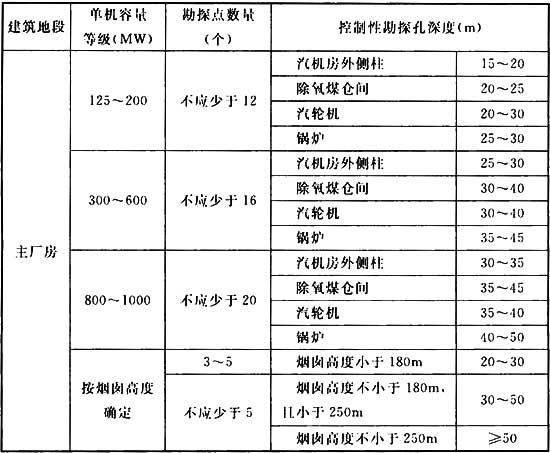 建筑地段
单机容量
等级(MW)
勘探点数量
(个)
控制性勘探孔深度(m)
主厂房
125～200
不应少于12
汽机房外侧柱
15～20
除氧煤仓间
20～25
汽轮机
20～30
锅炉
25～30
300～600
不应少于16
汽机房外侧柱
25～30
除氧煤仓间
30～40
汽轮机
30～40
锅炉
35～45
800～1000
不应少于20
汽机房外侧柱
30～35
除氧煤仓间
35～45
汽轮机
35～40
锅炉
40～50
按烟囱高度
确定
3～5
烟囱高度小于180m
20～30
不应少于5
烟囱高度不小于180m，
且小于250m
30～50
烟囱高度不小于250m
≥50